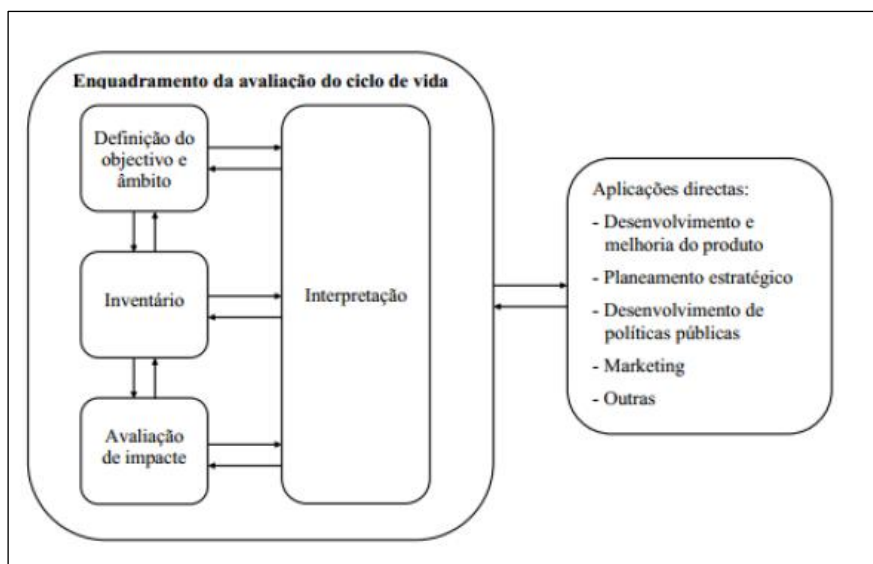 Enquadramento da avaliação do ciclo de vida
Definição do
objectivo e
âmbito
Inventário
Avaliação
de impacte
Interpretação
Aplicações directas:
- Desenvolvimento e
melhoria do produto
- Planeamento estratégico
- Desenvolvimento de
políticas públicas
- Marketing
- Outras